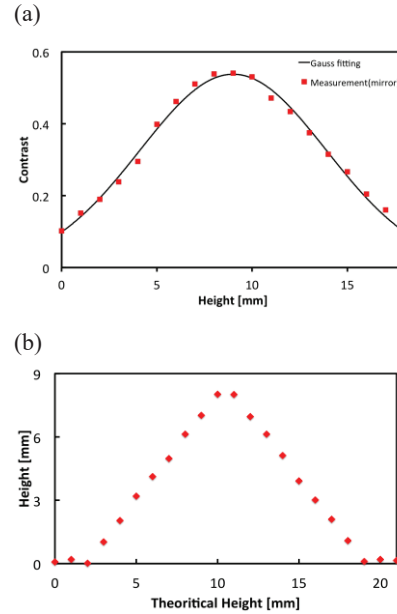 (a)
0.6
0.4
0.2
0
Contrast
Gauss fitting
Measurement(mirror
0 5 10 15
Height [mm]
(b)
9
6
3
0
Height [mm]
0 5 10 15 20
Theoritical Height [mm]